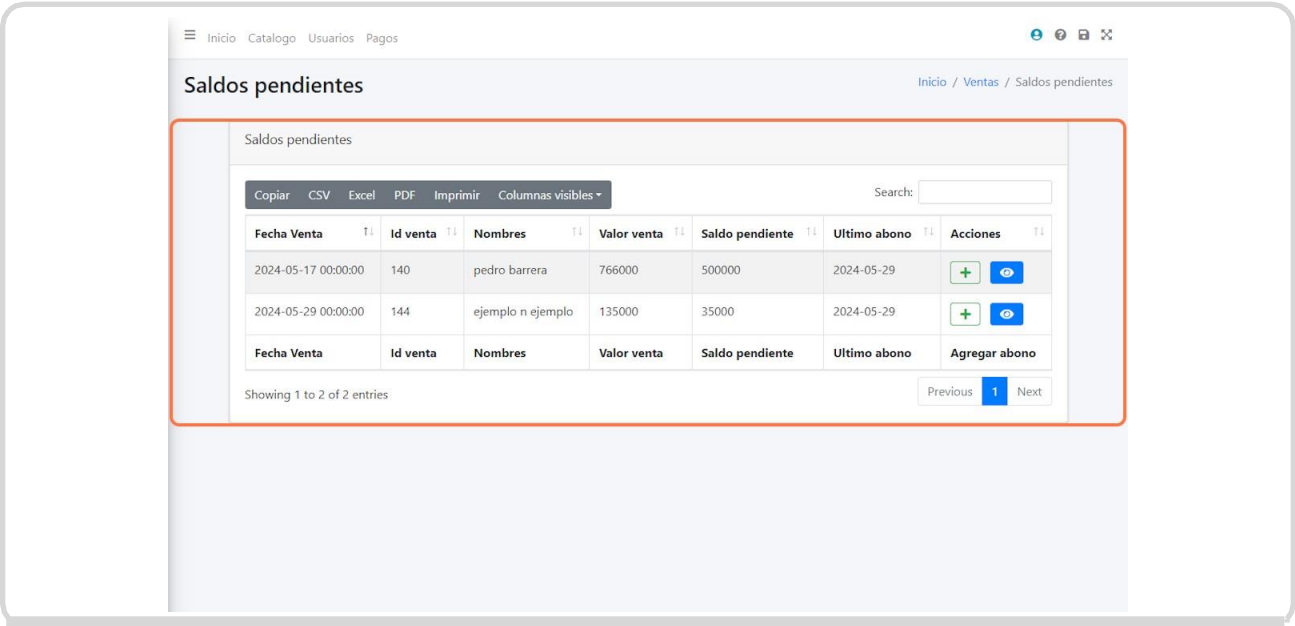 Inicio Catalogo Usuarios Pagos
Saldos pendientes
Inicio / Ventas / Saldos pendientes
Saldos pendientes
Copiar CSV Excel PDF Imprimir Columnas visibles
Search:
Fecha Venta Id venta Nombres Valor venta Saldo pendiente Ultimo abono Acciones
2024-05-17 00:00:00 140 pedro barrera 766000 500000 2024-05-29
2024-05-29 00:00:00 144 ejemplo n ejemplo 135000 35000 2024-05-29
Fecha Venta Id venta Nombres Valor venta Saldo pendiente Ultimo abono Agregar abono
Showing 1 to 2 of 2 entries
Previous 1 Next